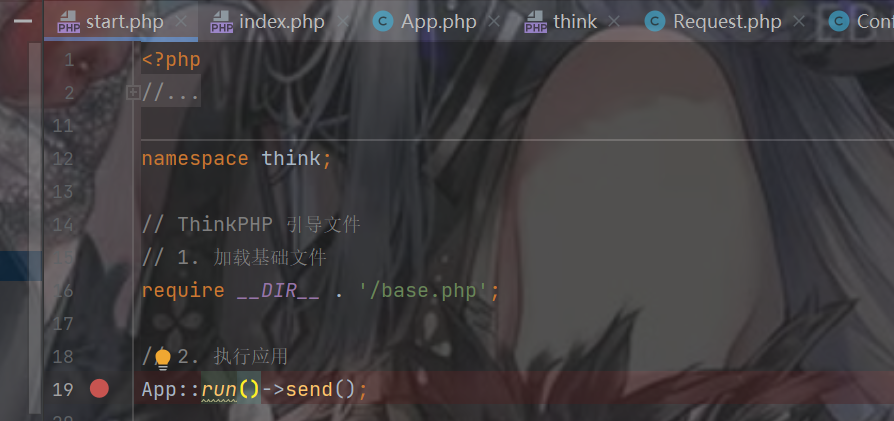 start.php index.php App.php think Request.php Conf
1 <?php
2 //...
11
12 namespace think;
13
14 // ThinkPHP 引导文件
15 // 1. 加载基础文件
16 require __DIR__ . '/base.php';
17
18 // 2. 执行应用
19 App::run()->send();
20